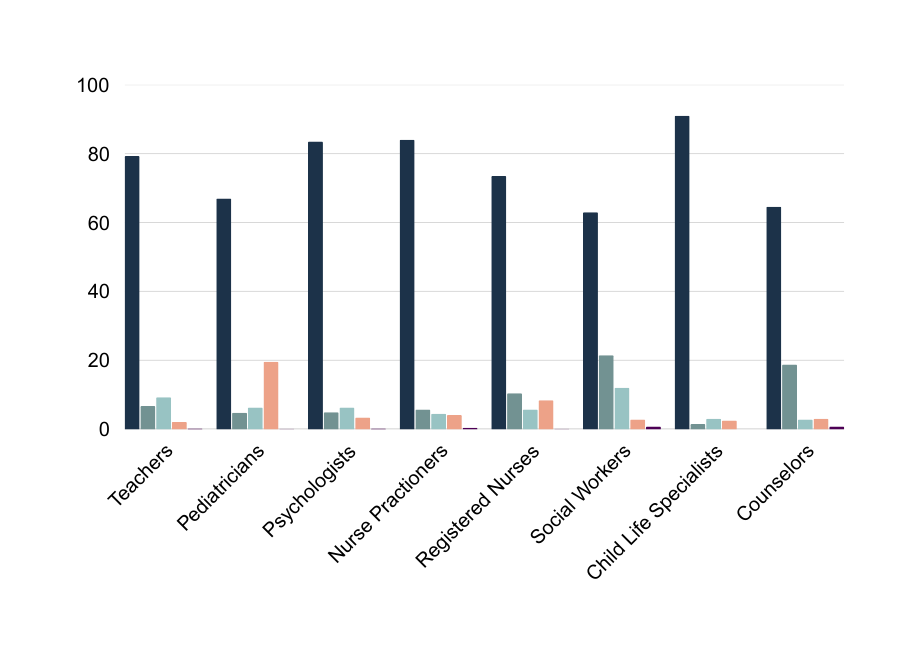 100
80
60
40
20
0
Teachers
Pediatricians
Psychologists
Nurse Practioners
Registered Nurses
Social Workers
Child Life Specialists
Counselors